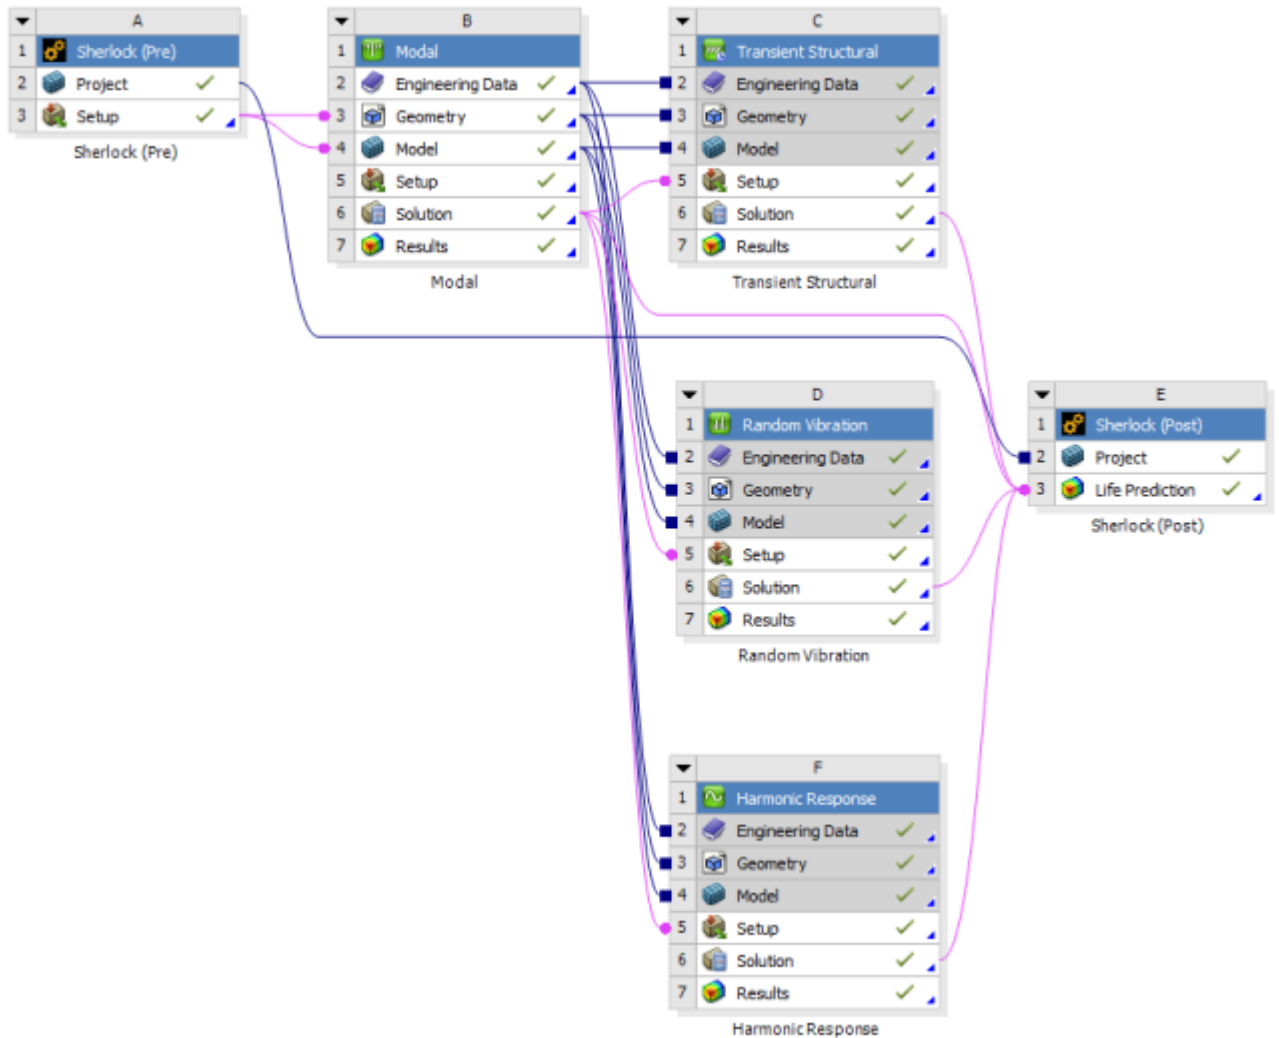 A
1 Sherlock (Pre)
2 Project
3 Setup
Sherlock (Pre)
B
1 Modal
2 Engineering Data
3 Geometry
4 Model
5 Setup
6 Solution
7 Results
Modal
C
1 Transient Structural
2 Engineering Data
3 Geometry
4 Model
5 Setup
6 Solution
7 Results
Transient Structural
D
1 Random Vibration
2 Engineering Data
3 Geometry
4 Model
5 Setup
6 Solution
7 Results
Random Vibration
E
1 Sherlock (Post)
2 Project
3 Life Prediction
Sherlock (Post)
F
1 Harmonic Response
2 Engineering Data
3 Geometry
4 Model
5 Setup
6 Solution
7 Results
Harmonic Response